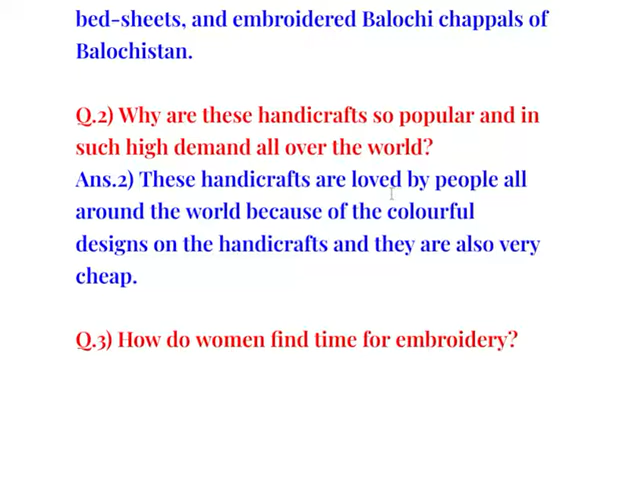 bed-sheets, and embroidered Balochi chappals of
Balochistan.
Q.2) Why are these handicrafts so popular and in
such high demand all over the world?
Ans.2) These handicrafts are loved by people all
around the world because of the colourful
designs on the handicrafts and they are also very
cheap.
Q.3) How do women find time for embroidery?